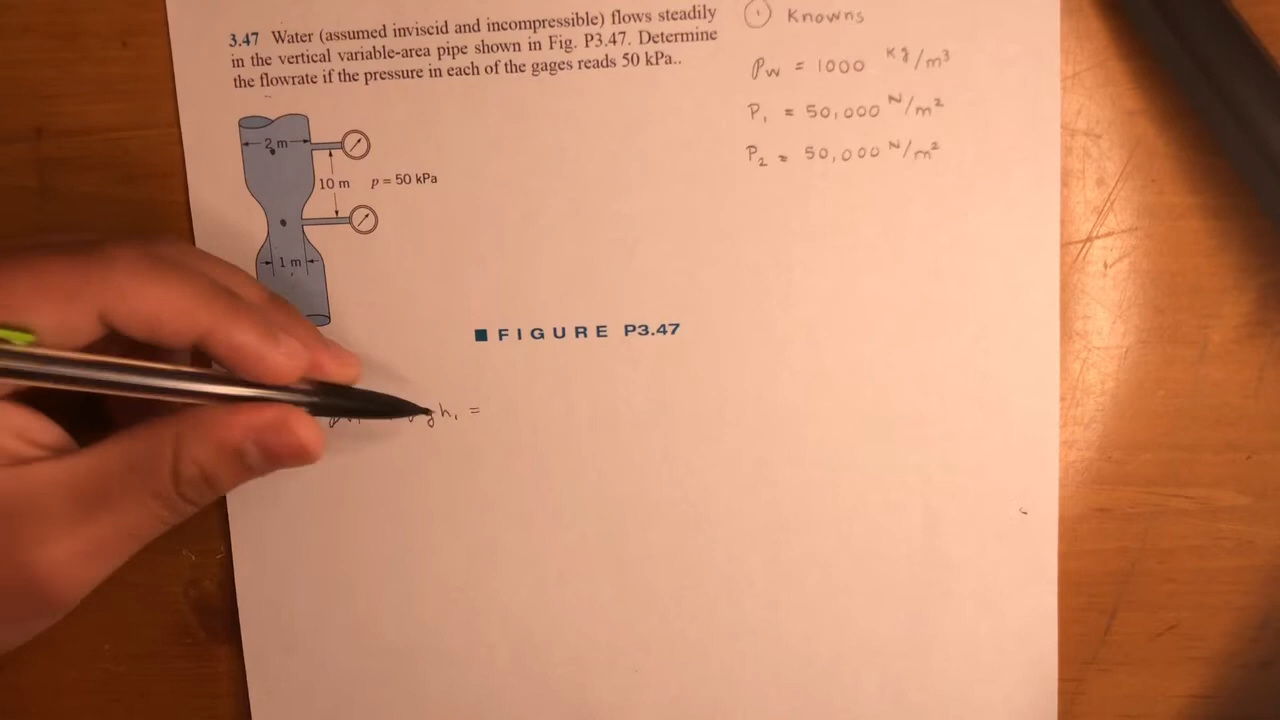 3.47 Water (assumed inviscid and incompressible) flows steadily
in the vertical variable-area pipe shown in Fig. P3.47. Determine
the flowrate if the pressure in each of the gages reads 50 kPa..
2 m
10 m p = 50 kPa
1 m
FIGURE P3.47
① Knowns
ρw = 1000 kg/m³
P₁ = 50,000 N/m²
P₂ = 50,000 N/m²
gh₁ =